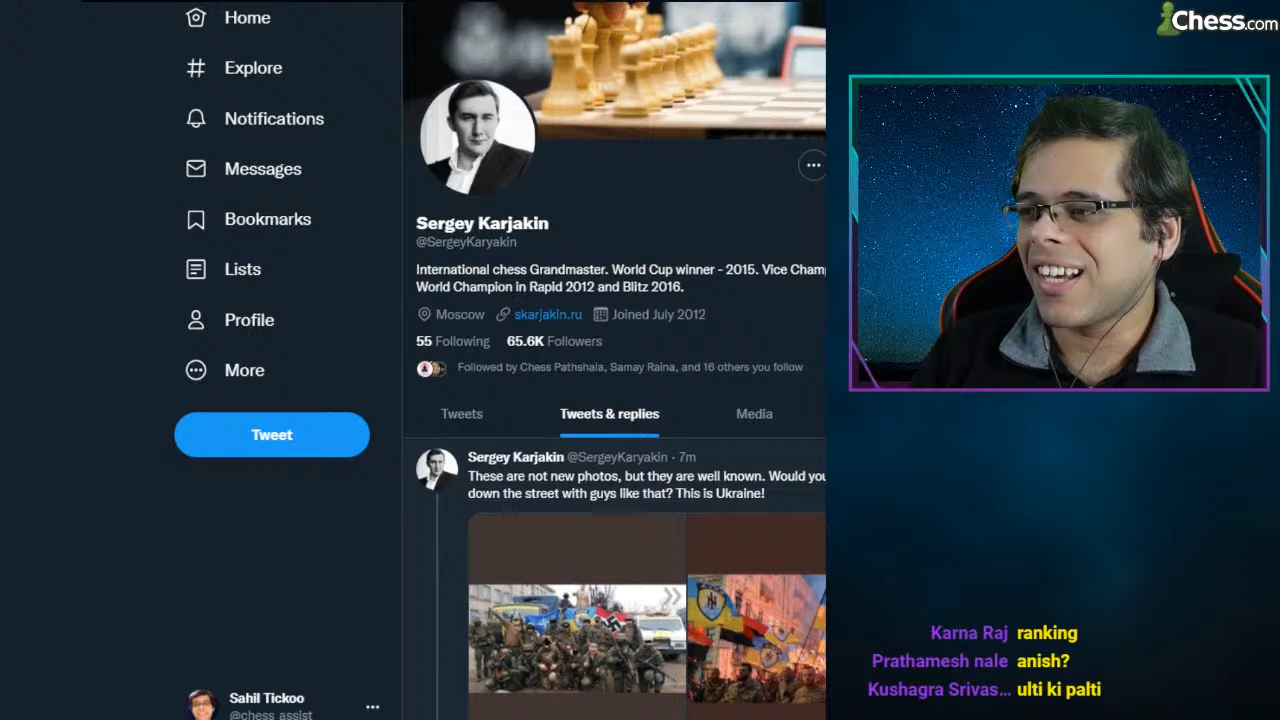 Home
Explore
Notifications
Messages
Bookmarks
Lists
Profile
More
Tweet
Sahil Tickoo
@chess_assist
Sergey Karjakin
@SergeyKaryakin
International chess Grandmaster. World Cup winner - 2015. Vice Champ
World Champion in Rapid 2012 and Blitz 2016.
Moscow skarjakin.ru Joined July 2012
55 Following 65.6K Followers
Followed by Chess Pathshala, Samay Raina, and 16 others you follow
Tweets Tweets & replies Media
Sergey Karjakin @SergeyKaryakin · 7m
These are not new photos, but they are well known. Would you
down the street with guys like that? This is Ukraine!
Chess.com
Karna Raj ranking
Prathamesh nale anish?
Kushagra Srivas... ulti ki palti